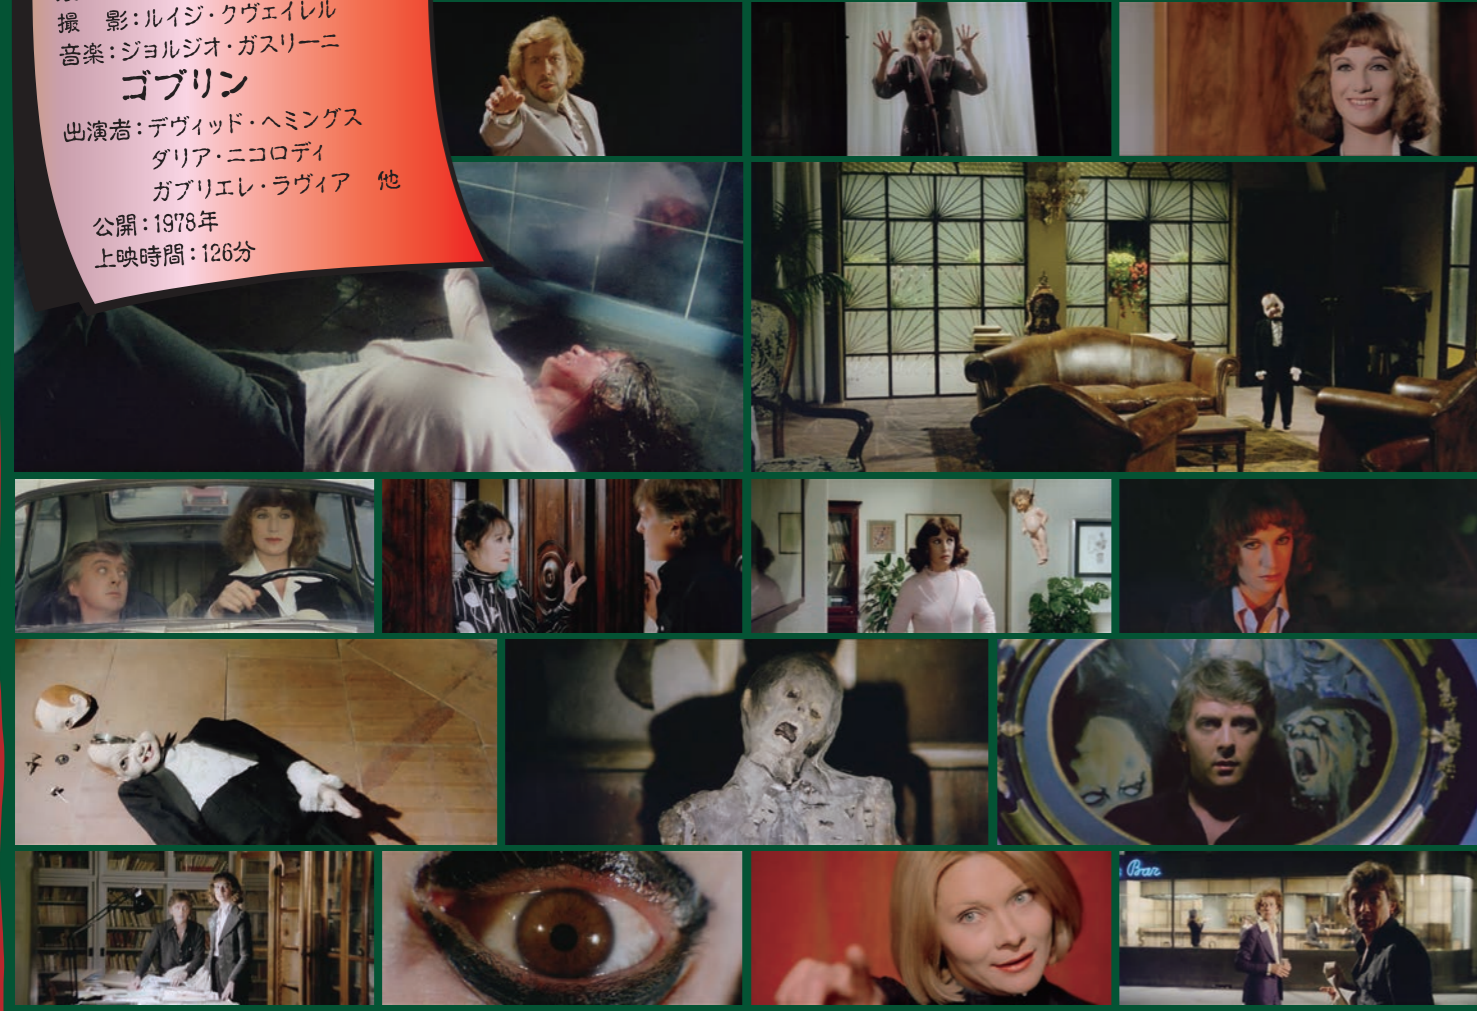 撮　影：ルイジ・クヴェイレル
音楽：ジョルジオ・ガスリーニ
ゴブリン
出演者：デヴィッド・ヘミングス
ダリア・ニコロディ
ガブリエレ・ラヴィア　他
公開：1978年
上映時間：126分
Bar